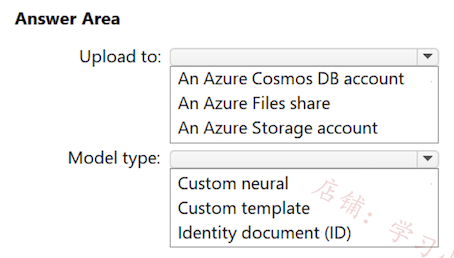 Answer Area
Upload to:
An Azure Cosmos DB account
An Azure Files share
An Azure Storage account
Model type:
Custom neural
Custom template
Identity document (ID)
店铺：学习